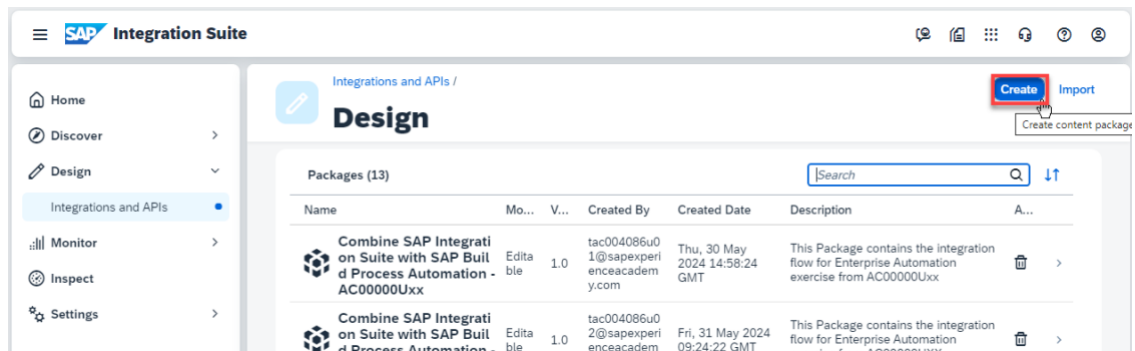 SAP Integration Suite
Home
Discover
Design
Integrations and APIs
Monitor
Inspect
Settings
Integrations and APIs /
Design
Create
Import
Create content package
Packages (13)
Search
Name Mo... V... Created By Created Date Description A...
Combine SAP Integrati
on Suite with SAP Buil
d Process Automation -
AC00000Uxx
Edita
ble
1.0
tac004086u0
1@sapexperi
enceacadem
y.com
Thu, 30 May
2024 14:58:24
GMT
This Package contains the integration
flow for Enterprise Automation
exercise from AC00000Uxx
Combine SAP Integrati
on Suite with SAP Buil
d Process Automation -
Edita
ble
1.0
tac004086u0
2@sapexperi
enceacadem
Fri, 31 May 2024
09:24:22 GMT
This Package contains the integration
flow for Enterprise Automation